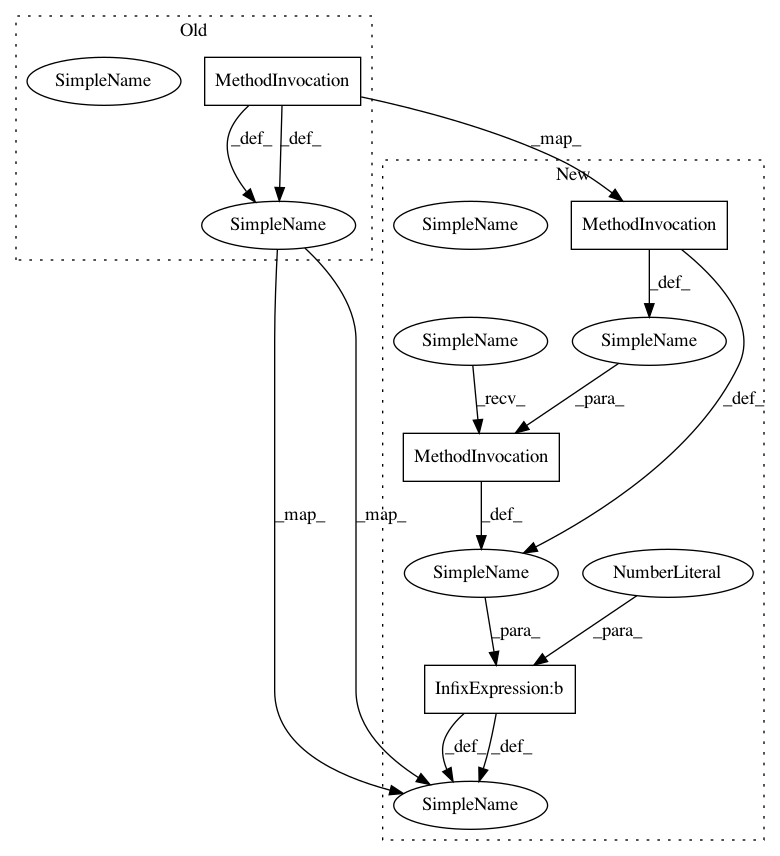 Old
SimpleName
MethodInvocation
_def_
_def_
_map_
New
SimpleName
SimpleName
MethodInvocation
_def_
SimpleName
SimpleName
_recv_
_para_
_def_
MethodInvocation
_map_
_map_
_def_
SimpleName
NumberLiteral
_para_
_para_
InfixExpression:b
_def_
_def_
SimpleName